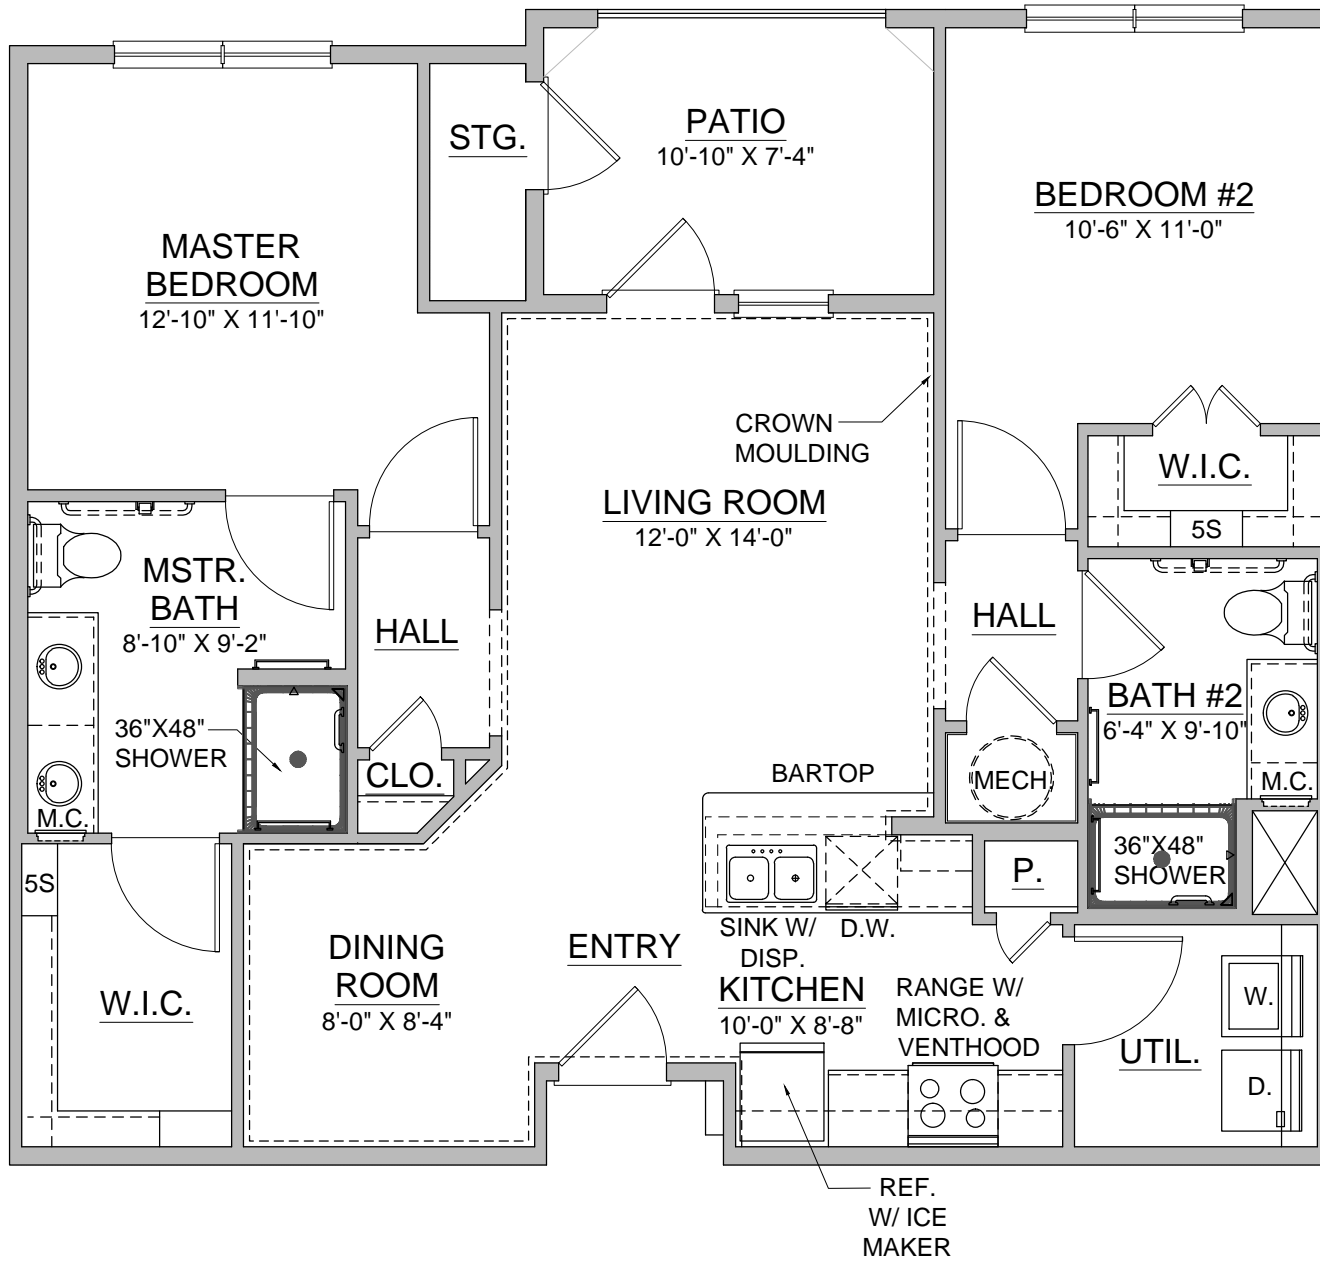 PATIO
10'-10" X 7'-4"
STG.
BEDROOM #2
10'-6" X 11'-0"
MASTER
BEDROOM
12'-10" X 11'-10"
CROWN
MOULDING
W.I.C.
5S
LIVING ROOM
12'-0" X 14'-0"
MSTR.
BATH
8'-10" X 9'-2"
HALL
HALL
BATH #2
6'-4" X 9'-10"
36"X48"
SHOWER
CLO.
BARTOP
MECH.
M.C.
M.C.
36"X48"
SHOWER
P.
5S
SINK W/
DISP.
D.W.
DINING
ROOM
8'-0" X 8'-4"
ENTRY
KITCHEN
10'-0" X 8'-8"
RANGE W/
MICRO. &
VENTHOOD
W.I.C.
UTIL.
W.
D.
REF.
W/ ICE
MAKER